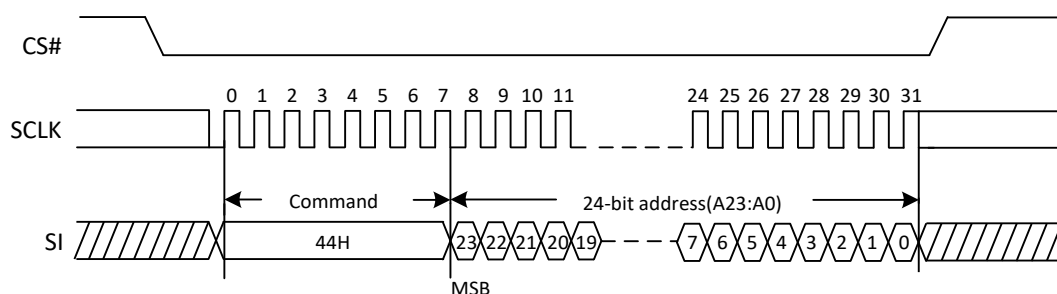 CS#
0 1 2 3 4 5 6 7 8 9 10 11 24 25 26 27 28 29 30 31
SCLK
Command 24-bit address(A23:A0)
SI 44H 23 22 21 20 19 7 6 5 4 3 2 1 0
MSB